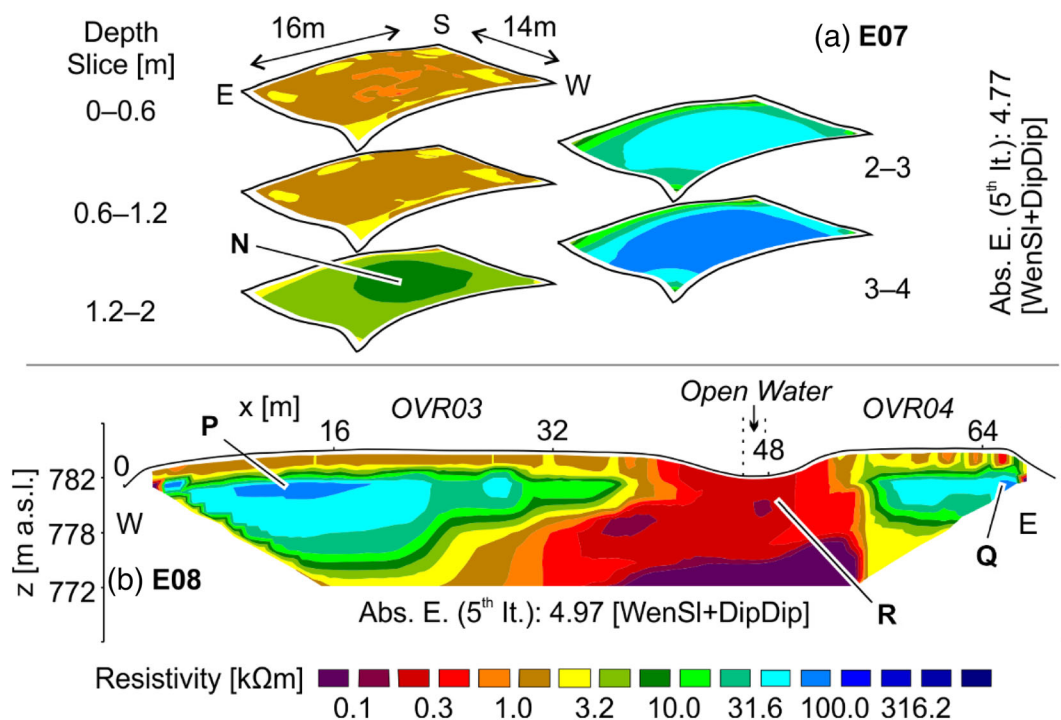 Depth
Slice [m]
16m
S
14m
(a) E07
E
W
0–0.6
0.6–1.2
N
1.2–2
2–3
3–4
Abs. E. (5th It.): 4.77
[WenSl+DipDip]
Open Water
x [m]
OVR03
OVR04
P
16
32
48
64
0
782
778
772
z [m a.s.l.]
W
E
Q
R
(b) E08
Abs. E. (5th It.): 4.97 [WenSl+DipDip]
Resistivity [kΩm]
0.1 0.3 1.0 3.2 10.0 31.6 100.0 316.2